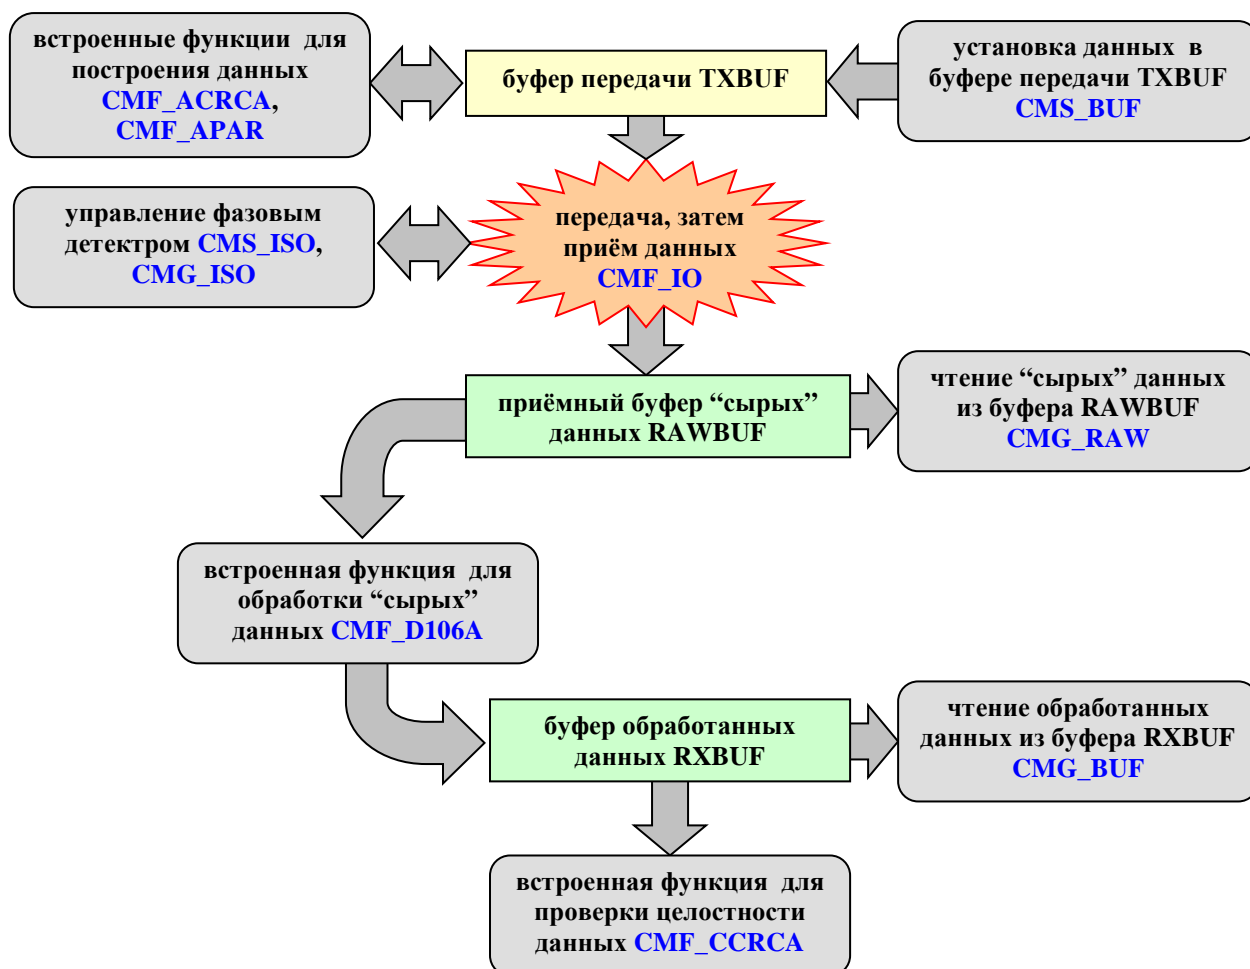 встроенные функции для
построения данных
CMF_ACRCA,
CMF_APAR
буфер передачи TXBUF
установка данных в
буфере передачи TXBUF
CMS_BUF
управление фазовым
детектром CMS_ISO,
CMG_ISO
передача, затем
приём данных
CMF_IO
приёмный буфер “сырых”
данных RAWBUF
чтение “сырых” данных
из буфера RAWBUF
CMG_RAW
встроенная функция для
обработки “сырых”
данных CMF_D106A
буфер обработанных
данных RXBUF
чтение обработанных
данных из буфера RXBUF
CMG_BUF
встроенная функция для
проверки целостности
данных CMF_CCRCA